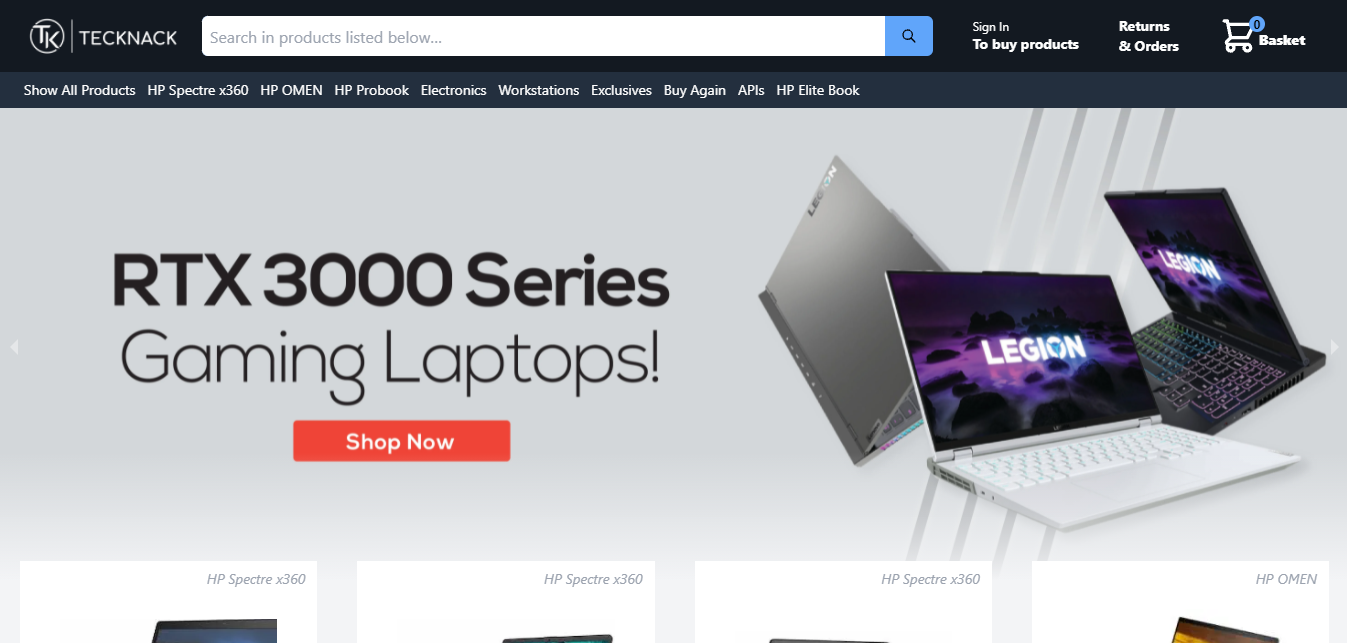 TK TECKNACK
Search in products listed below...
Sign In
To buy products
Returns
& Orders
0
Basket
Show All Products HP Spectre x360 HP OMEN HP Probook Electronics Workstations Exclusives Buy Again APIs HP Elite Book
RTX 3000 Series
Gaming Laptops!
Shop Now
LEGION
LEGION
LEGION
HP Spectre x360 HP Spectre x360 HP Spectre x360 HP OMEN